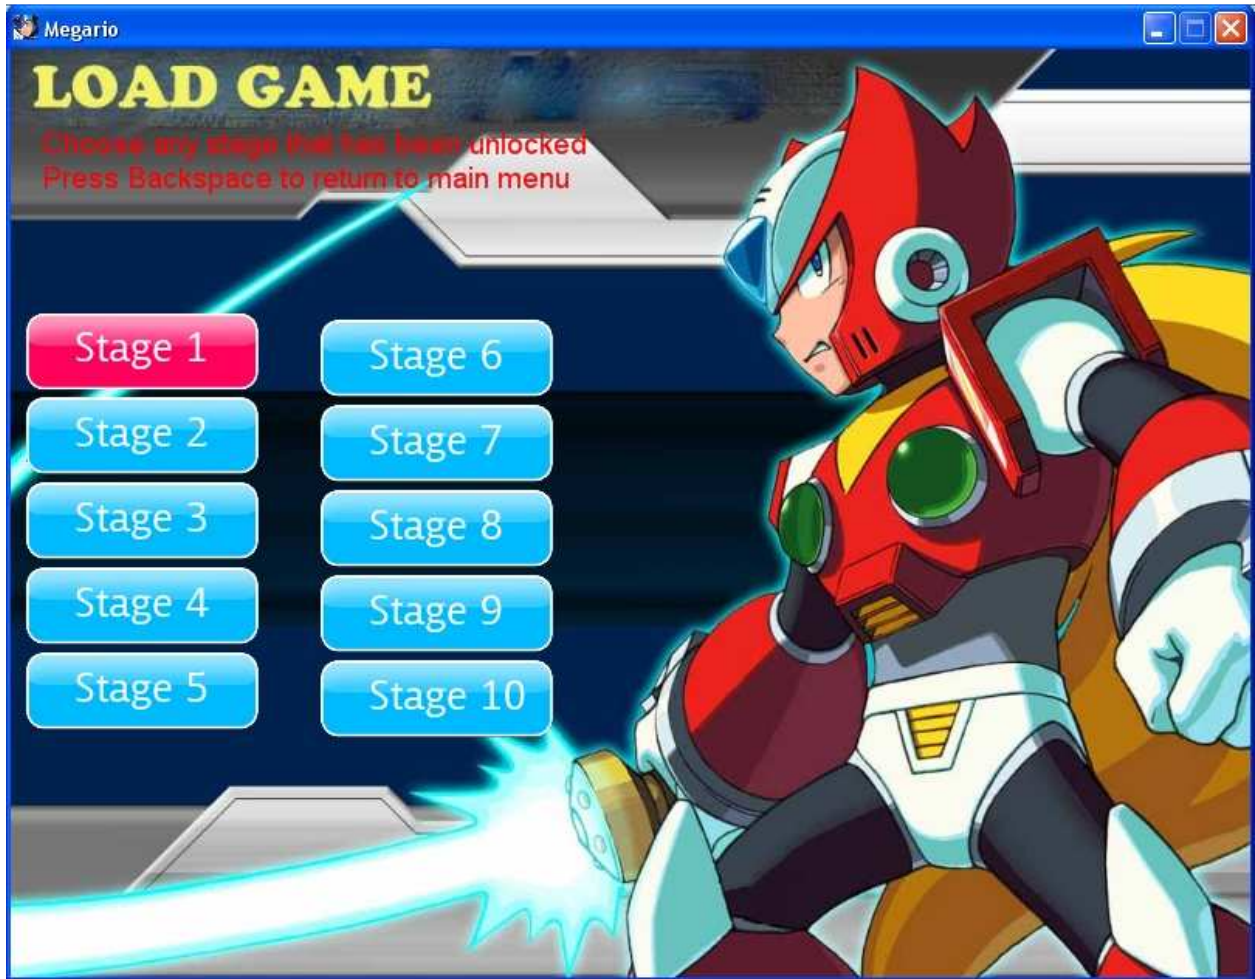 Megario
LOAD GAME
Choose any stage that has been unlocked
Press Backspace to return to main menu
Stage 1
Stage 2
Stage 3
Stage 4
Stage 5
Stage 6
Stage 7
Stage 8
Stage 9
Stage 10